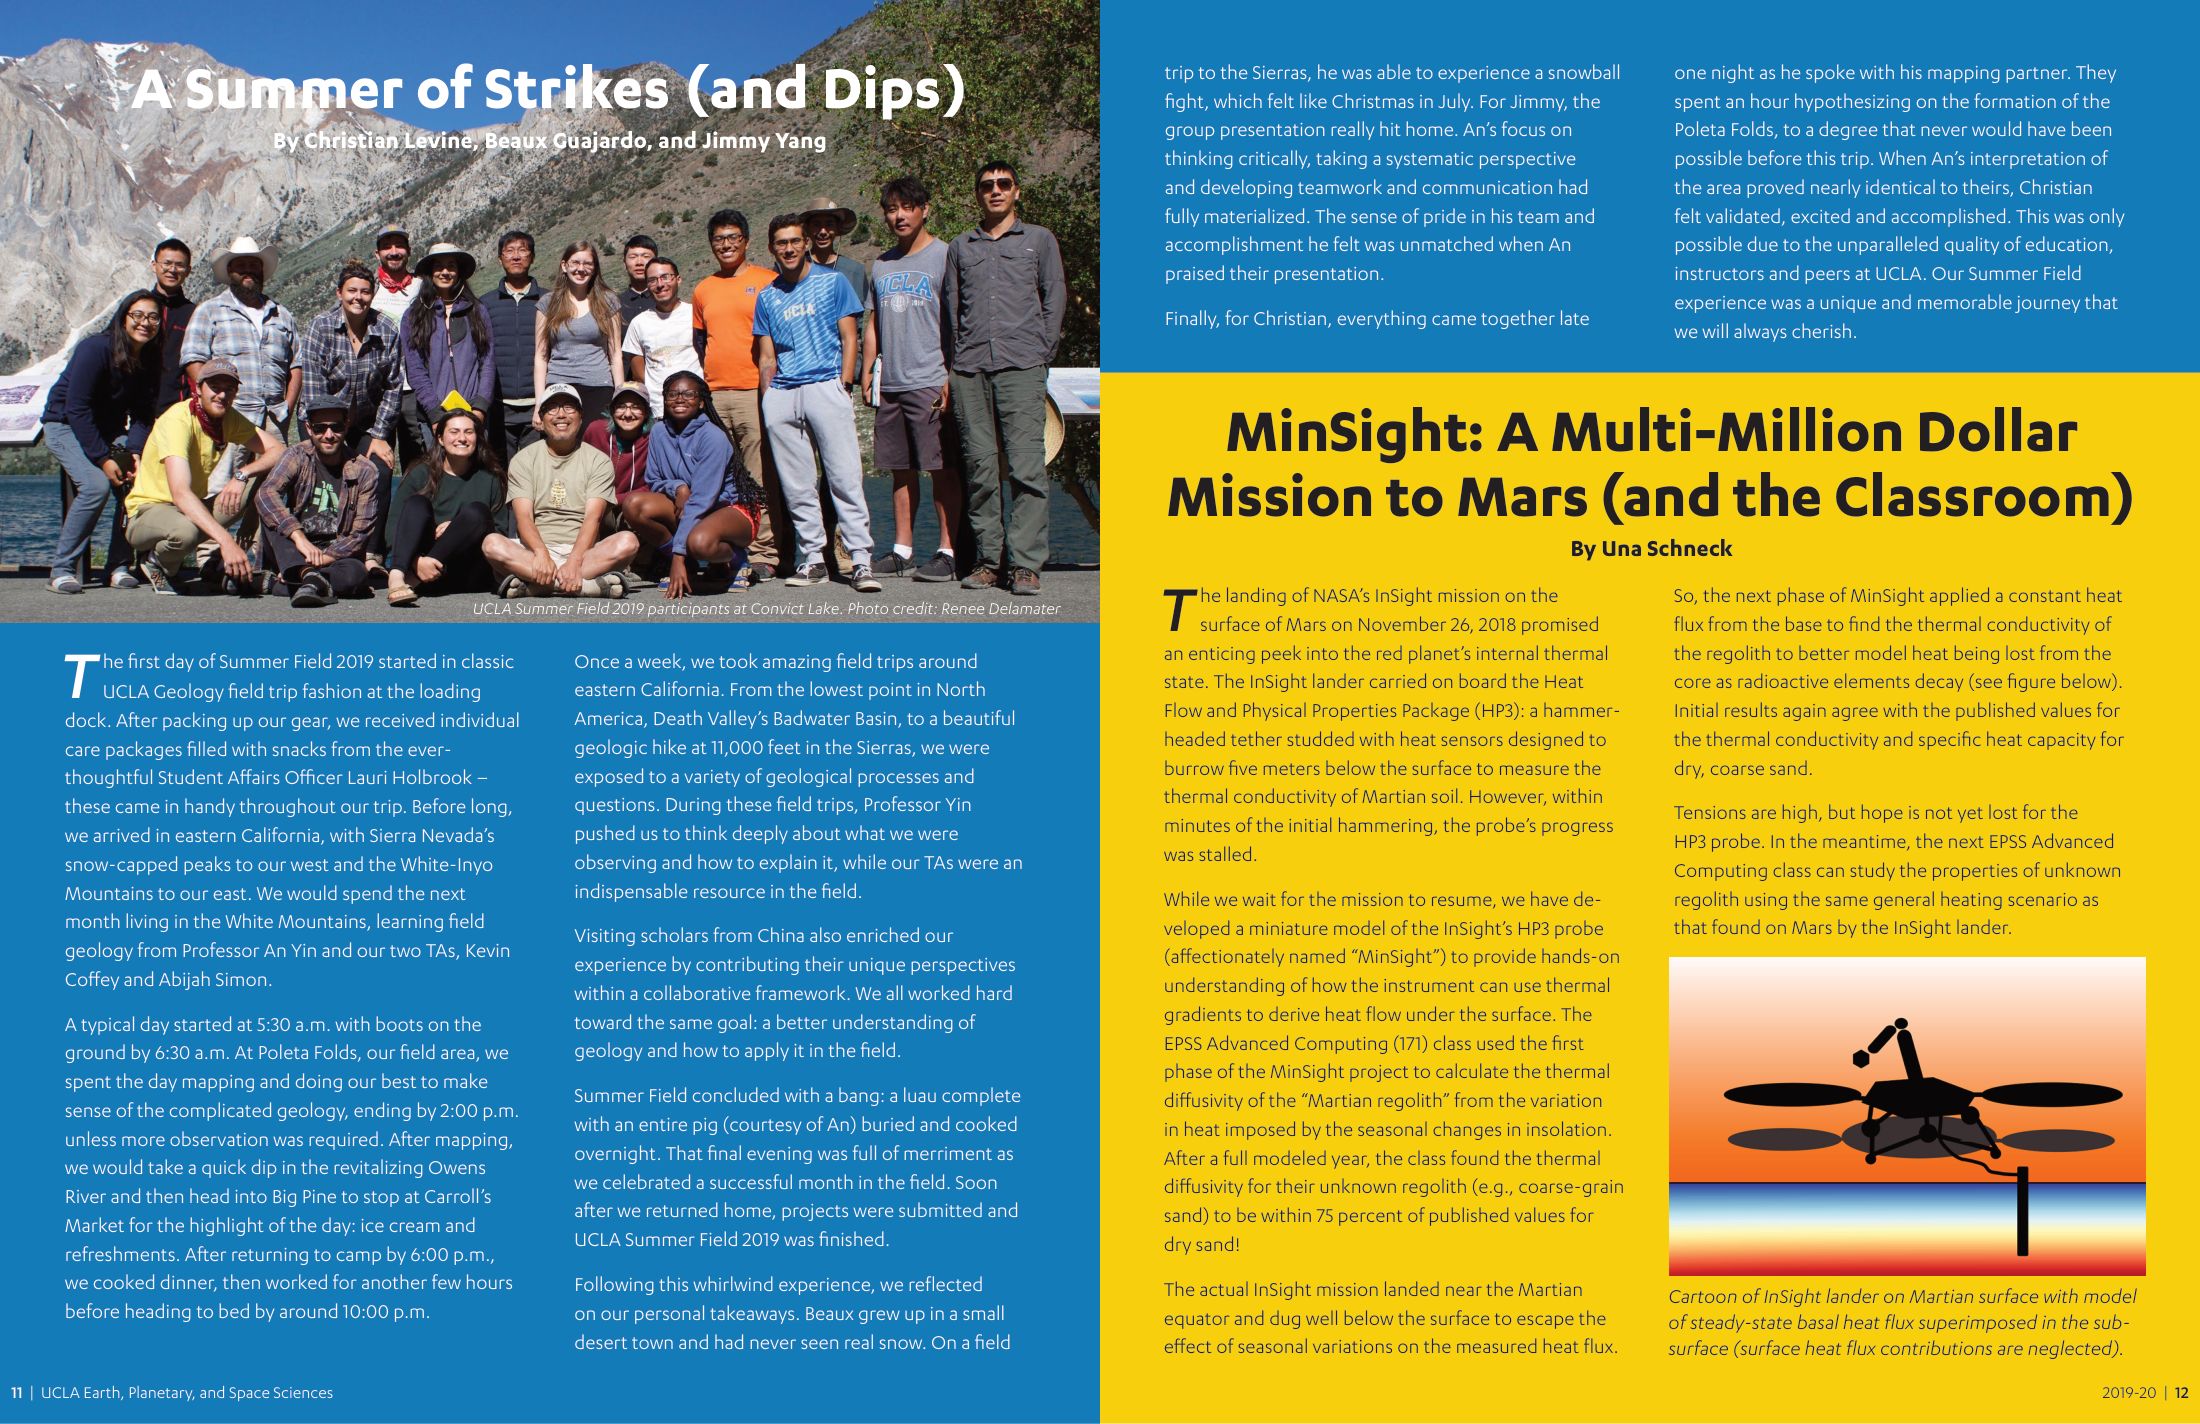 A Summer of Strikes (and Dips)
By Christian Levine, Beaux Guajardo, and Jimmy Yang
UCLA
UCLA
EST. 1919
UCLA Summer Field 2019 participants at Convict Lake. Photo credit: Renee Delamater
The first day of Summer Field 2019 started in classic
UCLA Geology field trip fashion at the loading
dock. After packing up our gear, we received individual
care packages filled with snacks from the ever-
thoughtful Student Affairs Officer Lauri Holbrook –
these came in handy throughout our trip. Before long,
we arrived in eastern California, with Sierra Nevada’s
snow-capped peaks to our west and the White-Inyo
Mountains to our east. We would spend the next
month living in the White Mountains, learning field
geology from Professor An Yin and our two TAs, Kevin
Coffey and Abijah Simon.
A typical day started at 5:30 a.m. with boots on the
ground by 6:30 a.m. At Poleta Folds, our field area, we
spent the day mapping and doing our best to make
sense of the complicated geology, ending by 2:00 p.m.
unless more observation was required. After mapping,
we would take a quick dip in the revitalizing Owens
River and then head into Big Pine to stop at Carroll’s
Market for the highlight of the day: ice cream and
refreshments. After returning to camp by 6:00 p.m.,
we cooked dinner, then worked for another few hours
before heading to bed by around 10:00 p.m.
Once a week, we took amazing field trips around
eastern California. From the lowest point in North
America, Death Valley’s Badwater Basin, to a beautiful
geologic hike at 11,000 feet in the Sierras, we were
exposed to a variety of geological processes and
questions. During these field trips, Professor Yin
pushed us to think deeply about what we were
observing and how to explain it, while our TAs were an
indispensable resource in the field.
Visiting scholars from China also enriched our
experience by contributing their unique perspectives
within a collaborative framework. We all worked hard
toward the same goal: a better understanding of
geology and how to apply it in the field.
Summer Field concluded with a bang: a luau complete
with an entire pig (courtesy of An) buried and cooked
overnight. That final evening was full of merriment as
we celebrated a successful month in the field. Soon
after we returned home, projects were submitted and
UCLA Summer Field 2019 was finished.
Following this whirlwind experience, we reflected
on our personal takeaways. Beaux grew up in a small
desert town and had never seen real snow. On a field
11 | UCLA Earth, Planetary, and Space Sciences
trip to the Sierras, he was able to experience a snowball
fight, which felt like Christmas in July. For Jimmy, the
group presentation really hit home. An’s focus on
thinking critically, taking a systematic perspective
and developing teamwork and communication had
fully materialized. The sense of pride in his team and
accomplishment he felt was unmatched when An
praised their presentation.
Finally, for Christian, everything came together late
one night as he spoke with his mapping partner. They
spent an hour hypothesizing on the formation of the
Poleta Folds, to a degree that never would have been
possible before this trip. When An’s interpretation of
the area proved nearly identical to theirs, Christian
felt validated, excited and accomplished. This was only
possible due to the unparalleled quality of education,
instructors and peers at UCLA. Our Summer Field
experience was a unique and memorable journey that
we will always cherish.
MinSight: A Multi-Million Dollar
Mission to Mars (and the Classroom)
By Una Schneck
The landing of NASA’s InSight mission on the
surface of Mars on November 26, 2018 promised
an enticing peek into the red planet’s internal thermal
state. The InSight lander carried on board the Heat
Flow and Physical Properties Package (HP3): a hammer-
headed tether studded with heat sensors designed to
burrow five meters below the surface to measure the
thermal conductivity of Martian soil. However, within
minutes of the initial hammering, the probe’s progress
was stalled.
While we wait for the mission to resume, we have de-
veloped a miniature model of the InSight’s HP3 probe
(affectionately named “MinSight”) to provide hands-on
understanding of how the instrument can use thermal
gradients to derive heat flow under the surface. The
EPSS Advanced Computing (171) class used the first
phase of the MinSight project to calculate the thermal
diffusivity of the “Martian regolith” from the variation
in heat imposed by the seasonal changes in insolation.
After a full modeled year, the class found the thermal
diffusivity for their unknown regolith (e.g., coarse-grain
sand) to be within 75 percent of published values for
dry sand!
The actual InSight mission landed near the Martian
equator and dug well below the surface to escape the
effect of seasonal variations on the measured heat flux.
So, the next phase of MinSight applied a constant heat
flux from the base to find the thermal conductivity of
the regolith to better model heat being lost from the
core as radioactive elements decay (see figure below).
Initial results again agree with the published values for
the thermal conductivity and specific heat capacity for
dry, coarse sand.
Tensions are high, but hope is not yet lost for the
HP3 probe. In the meantime, the next EPSS Advanced
Computing class can study the properties of unknown
regolith using the same general heating scenario as
that found on Mars by the InSight lander.
Cartoon of InSight lander on Martian surface with model
of steady-state basal heat flux superimposed in the sub-
surface (surface heat flux contributions are neglected).
2019-20 | 12